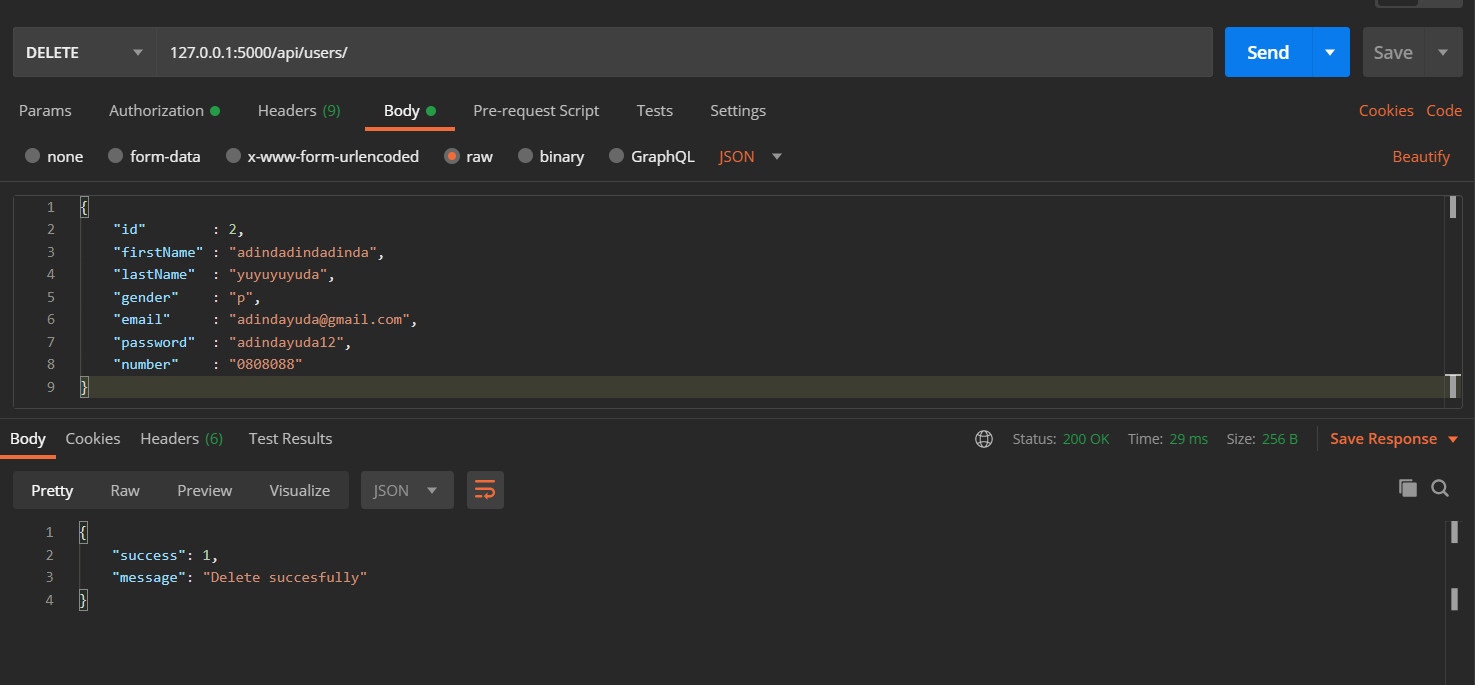 DELETE 127.0.0.1:5000/api/users/ Send Save
Params Authorization Headers (9) Body Pre-request Script Tests Settings Cookies Code
none form-data x-www-form-urlencoded raw binary GraphQL JSON Beautify
1 {
2 "id" : 2,
3 "firstName" : "adindadindadinda",
4 "lastName" : "yuyuyuyuda",
5 "gender" : "p",
6 "email" : "adindayuda@gmail.com",
7 "password" : "adindayuda12",
8 "number" : "0808088"
9 }
Body Cookies Headers (6) Test Results Status: 200 OK Time: 29 ms Size: 256 B Save Response
Pretty Raw Preview Visualize JSON
1 {
2 "success": 1,
3 "message": "Delete succesfully"
4 }